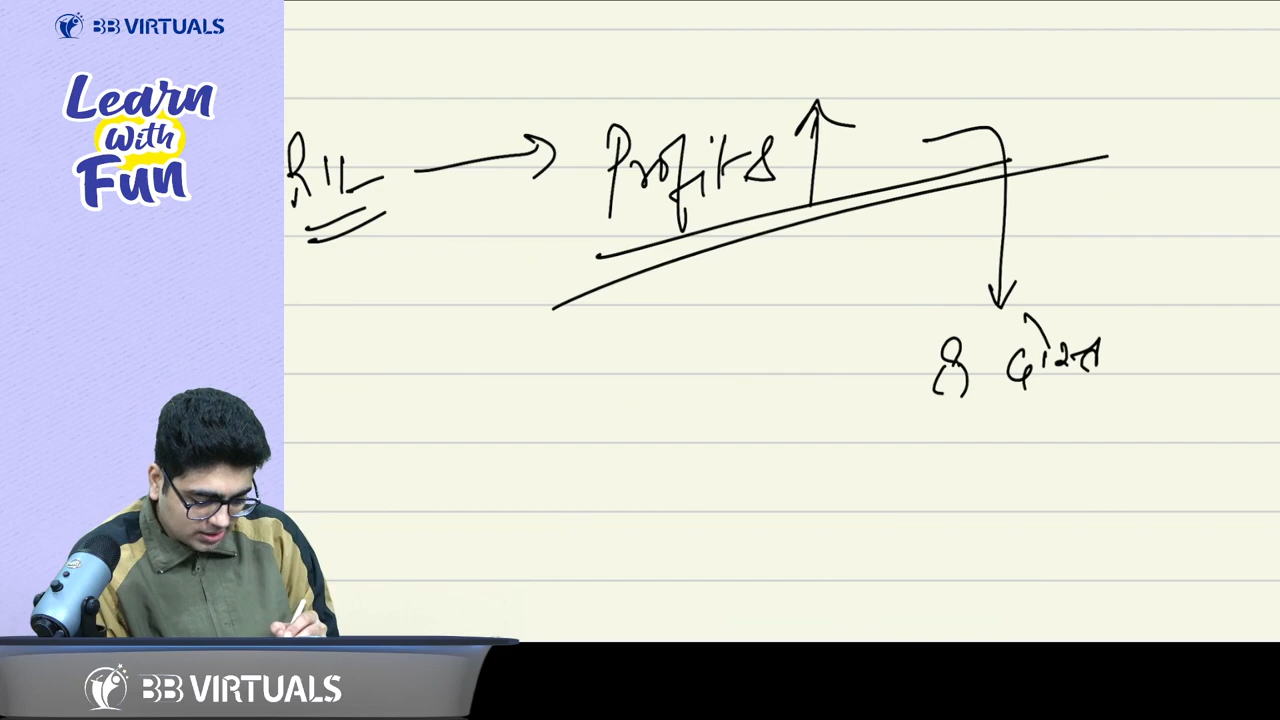 BB VIRTUALS
Learn
with
Fun
RIL → Profits ↑
BB VIRTUALS